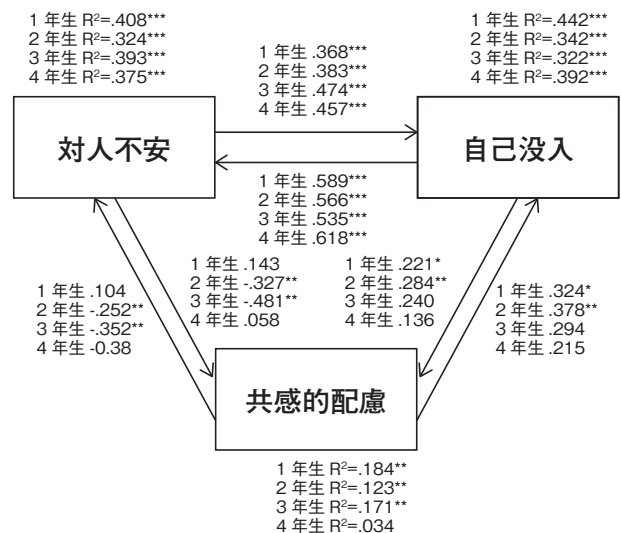 1 年生 R²=.408***
2 年生 R²=.324***
3 年生 R²=.393***
4 年生 R²=.375***
1 年生 R²=.442***
2 年生 R²=.342***
3 年生 R²=.322***
4 年生 R²=.392***
1 年生 .368***
2 年生 .383***
3 年生 .474***
4 年生 .457***
対人不安
自己没入
1 年生 .589***
2 年生 .566***
3 年生 .535***
4 年生 .618***
1 年生 .104
2 年生 -.252**
3 年生 -.352**
4 年生 -0.38
1 年生 .143
2 年生 -.327**
3 年生 -.481**
4 年生 .058
1 年生 .221*
2 年生 .284**
3 年生 .240
4 年生 .136
1 年生 .324*
2 年生 .378**
3 年生 .294
4 年生 .215
共感的配慮
1 年生 R²=.184**
2 年生 R²=.123**
3 年生 R²=.171**
4 年生 R²=.034